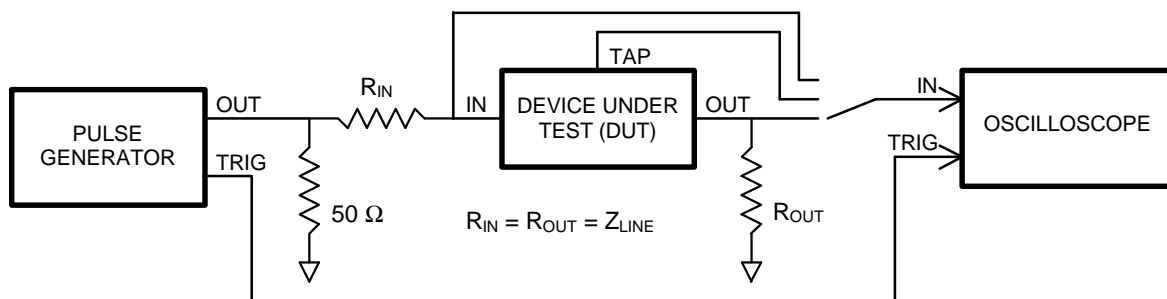 TAP
R_IN
IN
DEVICE UNDER
TEST (DUT)
OUT
IN
OSCILLOSCOPE
TRIG
OUT
PULSE
GENERATOR
TRIG
50 Ω
R_IN = R_OUT = Z_LINE
R_OUT